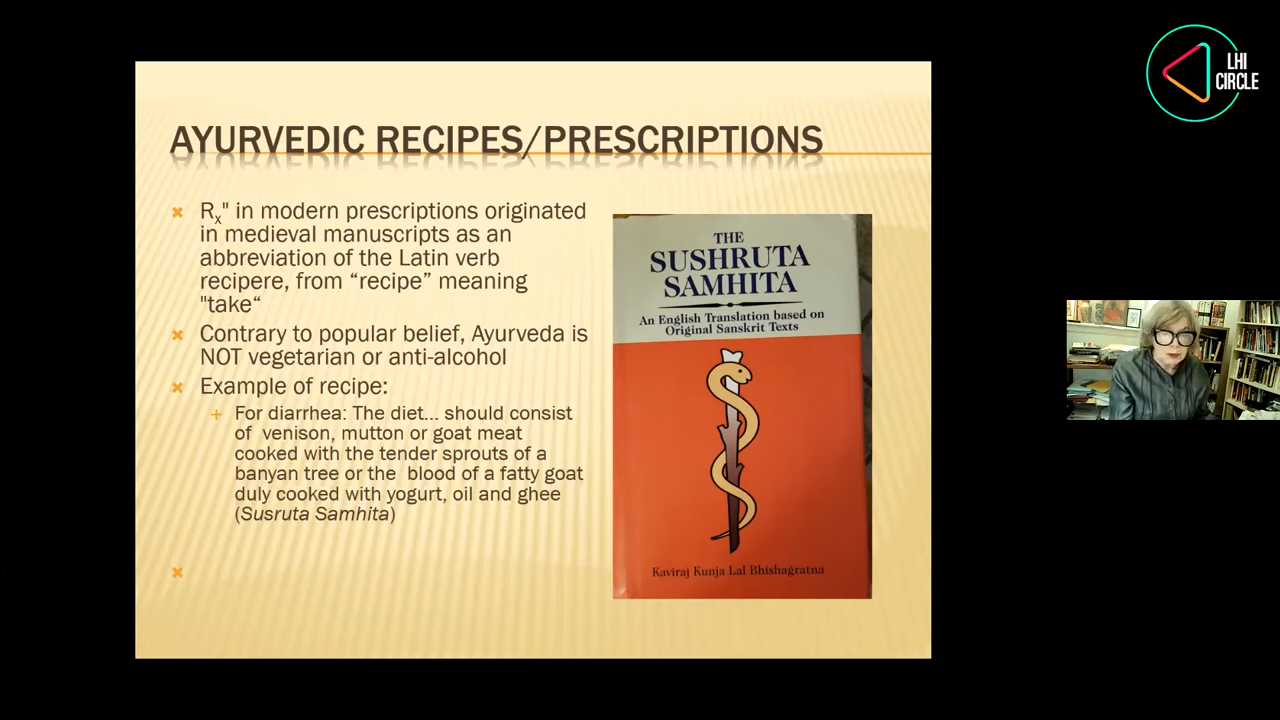 LHI
CIRCLE
AYURVEDIC RECIPES/PRESCRIPTIONS
Rx" in modern prescriptions originated
in medieval manuscripts as an
abbreviation of the Latin verb
recipere, from “recipe” meaning
"take“
Contrary to popular belief, Ayurveda is
NOT vegetarian or anti-alcohol
Example of recipe:
For diarrhea: The diet... should consist
of venison, mutton or goat meat
cooked with the tender sprouts of a
banyan tree or the blood of a fatty goat
duly cooked with yogurt, oil and ghee
(Susruta Samhita)
THE
SUSHRUTA
SAMHITA
An English Translation based on
Original Sanskrit Texts
Kaviraj Kunja Lal Bhishagratna